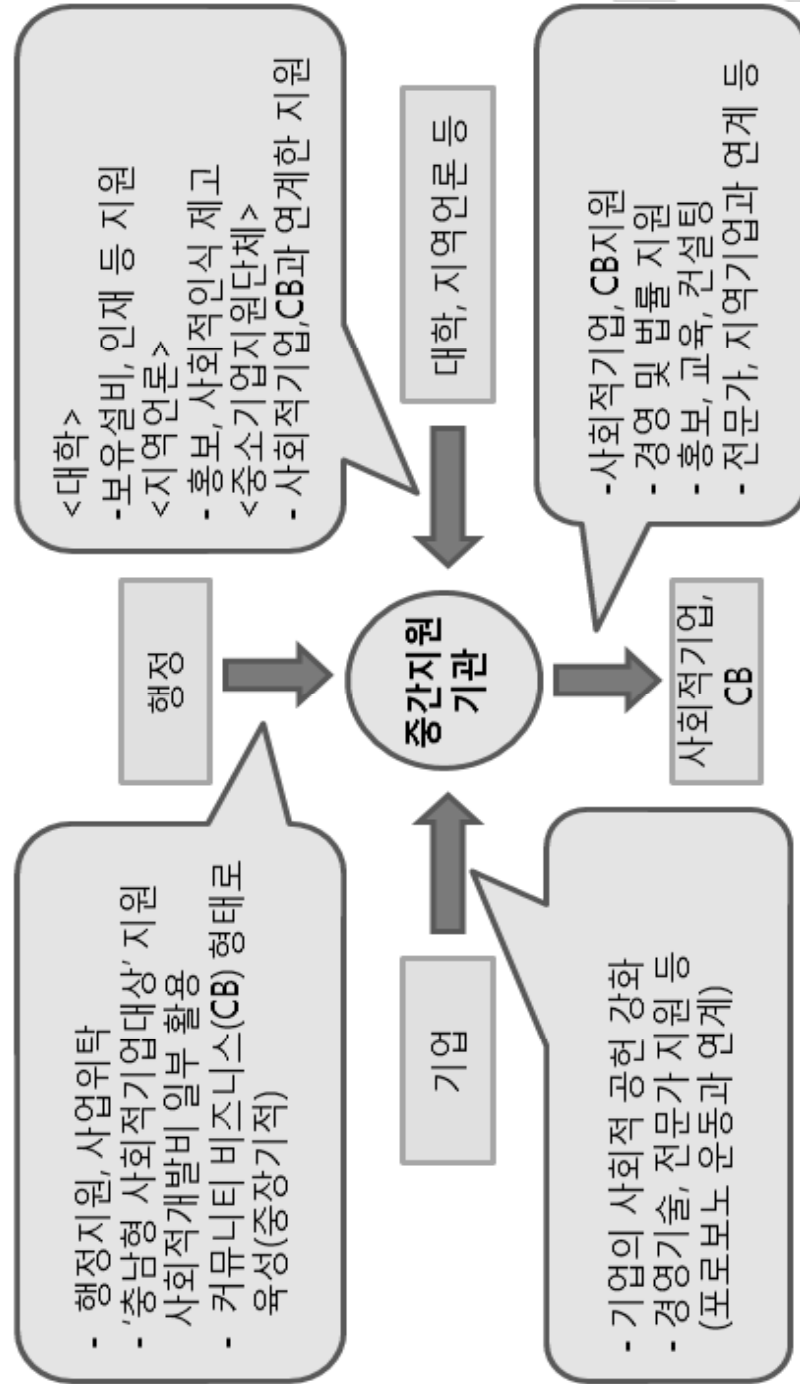 - 행정지원, 사업위탁
- '충남형 사회적기업대상' 지원
사회적개발비 일부 활용
- 커뮤니티 비즈니스(CB) 형태로
육성(중장기적)
행정
<대학>
-보유설비, 인재 등 지원
<지역언론>
- 홍보, 사회적인식 제고
<중소기업지원단체>
- 사회적기업,CB과 연계한 지원
기업
중간지원
기관
대학, 지역언론 등
- 기업의 사회적 공헌 강화
- 경영기술, 전문가 지원 등
(포로보노 운동과 연계)
사회적기업,
CB
-사회적기업, CB지원
- 경영 및 법률 지원
- 홍보, 교육, 컨설팅
- 전문가, 지역기업과 연계 등